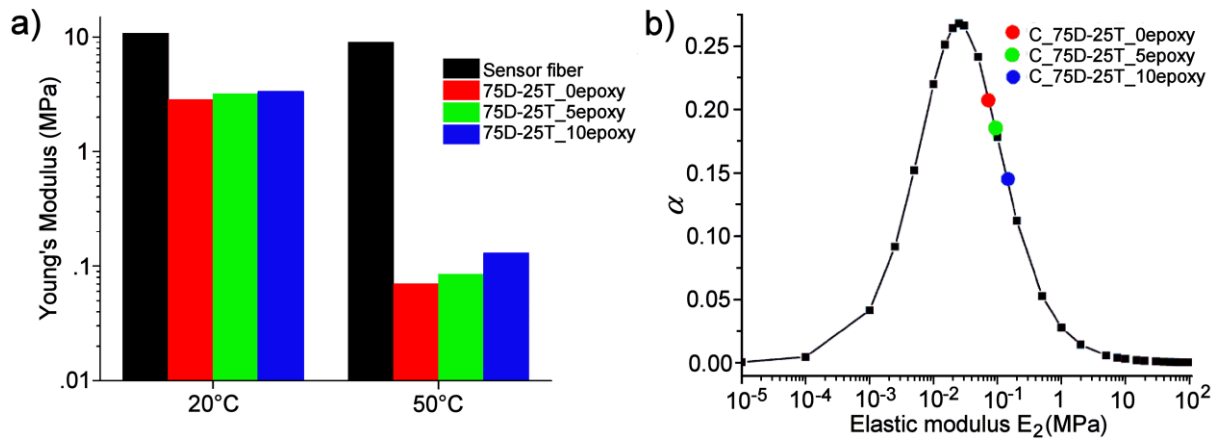 a)
Young's Modulus (MPa)
10
1
.1
.01
20°C
50°C
Sensor fiber
75D-25T_0epoxy
75D-25T_5epoxy
75D-25T_10epoxy
b)
α
0.25
0.20
0.15
0.10
0.05
0.00
C_75D-25T_0epoxy
C_75D-25T_5epoxy
C_75D-25T_10epoxy
10⁻⁵ 10⁻⁴ 10⁻³ 10⁻² 10⁻¹ 1 10¹ 10²
Elastic modulus E₂(MPa)